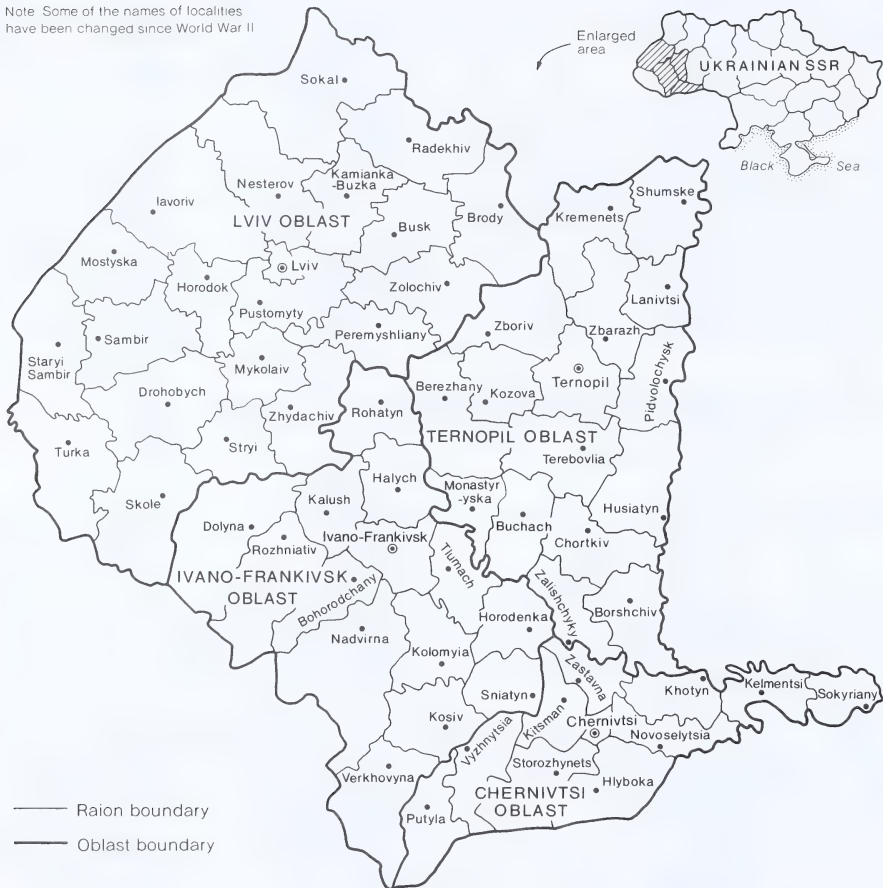 Note Some of the names of localities
have been changed since World War II
Enlarged
area
UKRAINIAN SSR
Black Sea
Sokal
Radekhiv
Nesterov
Kamianka
-Buzka
Iavoriv
LVIV OBLAST
Busk
Brody
Mostyska
Lviv
Horodok
Zolochiv
Pustomyty
Peremyshliany
Staryi
Sambir
Sambir
Mykolaiv
Drohobych
Zhydachiv
Turka
Stryi
Skole
Kremenets
Shumske
Lanivtsi
Zboriv
Zbarazh
Ternopil
Pidvolochysk
Berezhany
Kozova
TERNOPIL OBLAST
Terebovlia
Monastyr
-yska
Buchach
Husiatyn
Chortkiv
Zalishchyky
Borshchiv
Rohatyn
Halych
Kalush
Dolyna
Ivano-Frankivsk
Rozhniativ
Tlumach
IVANO-FRANKIVSK
OBLAST
Bohorodchany
Nadvirna
Horodenka
Kolomyia
Sniatyn
Kosiv
Verkhovyna
Zastavna
Khotyn
Kelmentsi
Sokyriany
Kitsman
Chernivtsi
Vyzhnytsia
Novoselytsia
Storozhynets
Hlyboka
CHERNIVTSI
OBLAST
Putyla
Raion boundary
Oblast boundary